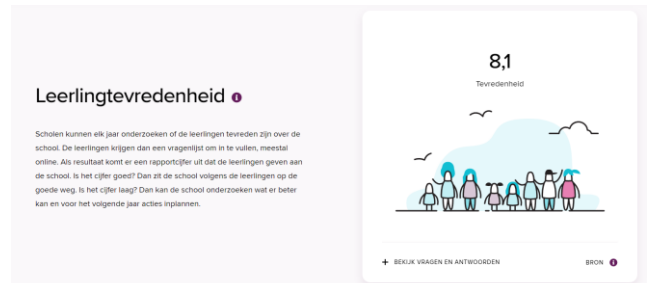 Leerlingtevredenheid
Scholen kunnen elk jaar onderzoeken of de leerlingen tevreden zijn over de
school. De leerlingen krijgen dan een vragenlijst om in te vullen, meestal
online. Als resultaat komt er een rapportcijfer uit dat de leerlingen geven aan
de school. Is het cijfer goed? Dan zit de school volgens de leerlingen op de
goede weg. Is het cijfer laag? Dan kan de school onderzoeken wat er beter
kan en voor het volgende jaar acties inplannen.
8,1
Tevredenheid
+ BEKIJK VRAGEN EN ANTWOORDEN
BRON